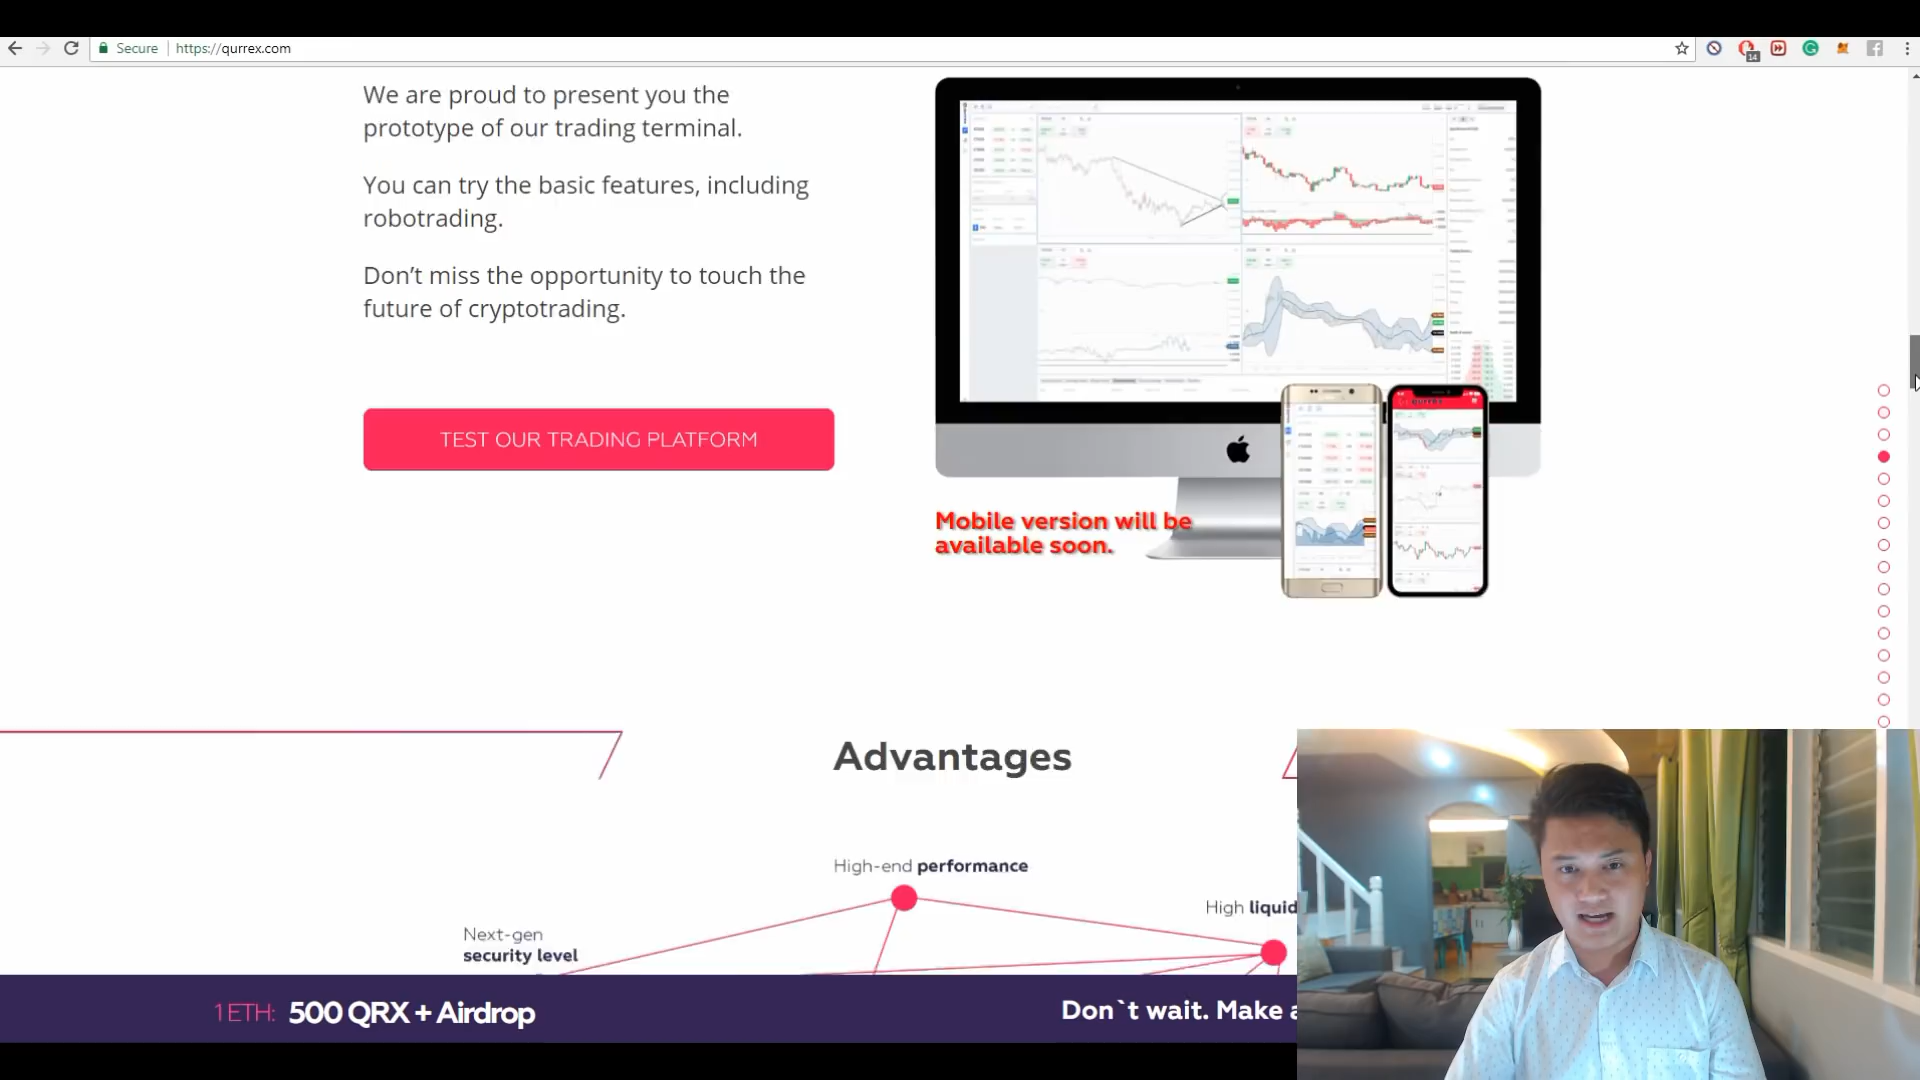 Secure
https://qurrex.com
14
We are proud to present you the
prototype of our trading terminal.
You can try the basic features, including
robotrading.
Don’t miss the opportunity to touch the
future of cryptotrading.
TEST OUR TRADING PLATFORM
Mobile version will be
available soon.
Advantages
High-end performance
High liquid
Next-gen
security level
1 ETH: 500 QRX + Airdrop
Don`t wait. Make a